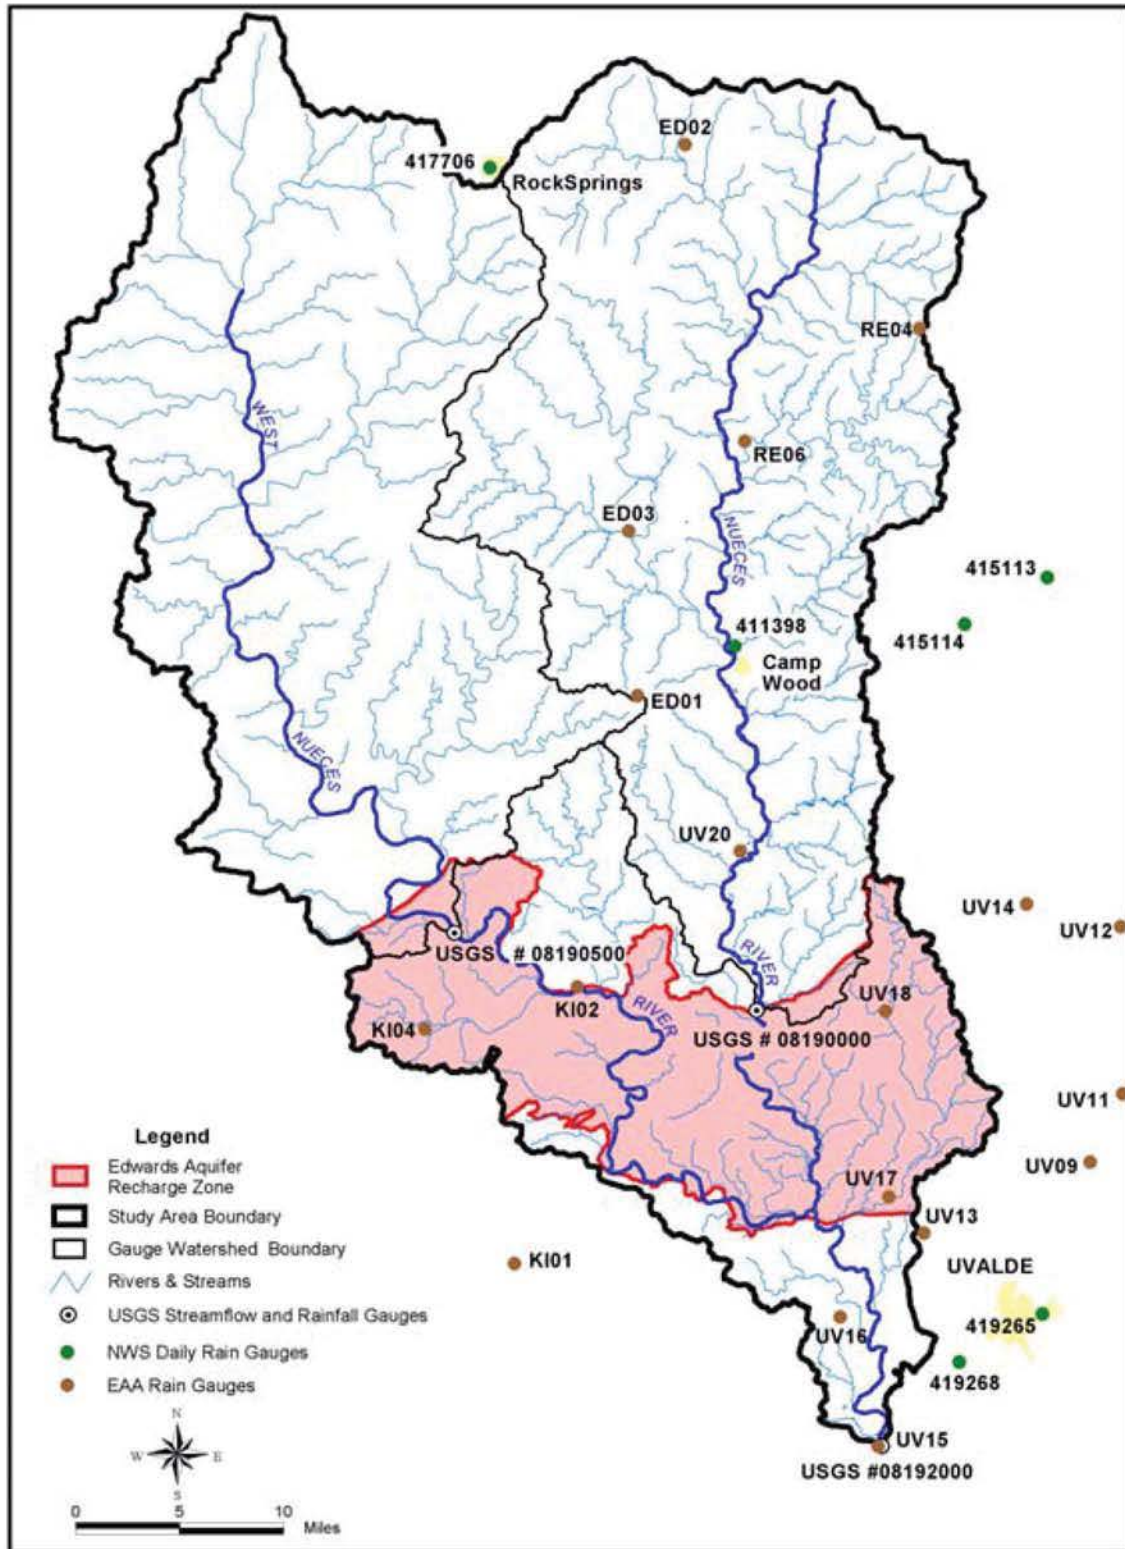 ED02
417706
RockSprings
RE04
WEST
RE06
ED03
NUECES
415113
411398
415114
Camp
Wood
ED01
NUECES
UV20
UV14
UV12
RIVER
USGS # 08190500
KI02
UV18
RIVER
KI04
USGS # 08190000
UV11
Legend
Edwards Aquifer
Recharge Zone
Study Area Boundary
Gauge Watershed Boundary
Rivers & Streams
USGS Streamflow and Rainfall Gauges
NWS Daily Rain Gauges
EAA Rain Gauges
UV09
UV17
UV13
KI01
UVALDE
419265
UV16
419268
UV15
USGS #08192000
N
W E
S
0 5 10
Miles